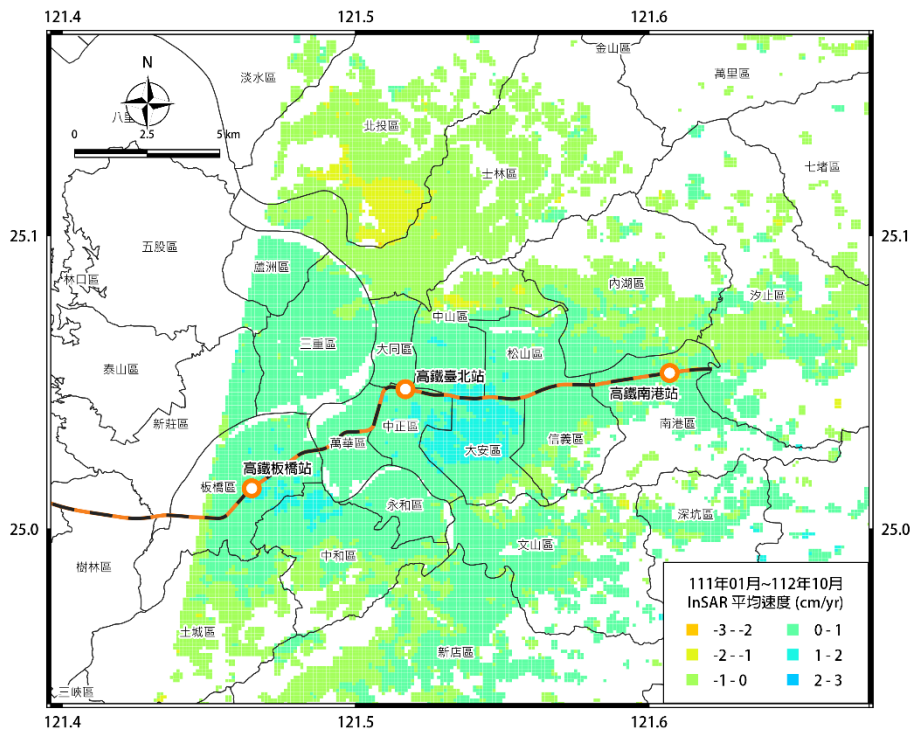 121.4
121.5
121.6
金山區
淡水區
萬里區
N
八里
0
2.5
5 km
北投區
七堵區
士林區
25.1
25.1
五股區
蘆洲區
林口區
內湖區
汐止區
中山區
三重區
大同區
松山區
泰山區
高鐵臺北站
高鐵南港站
新莊區
中正區
南港區
萬華區
信義區
大安區
高鐵板橋站
板橋區
永和區
深坑區
25.0
25.0
文山區
中和區
樹林區
111年01月~112年10月
InSAR 平均速度 (cm/yr)
-3 - -2
0 - 1
-2 - -1
1 - 2
-1 - 0
2 - 3
土城區
新店區
三峽區
121.4
121.5
121.6